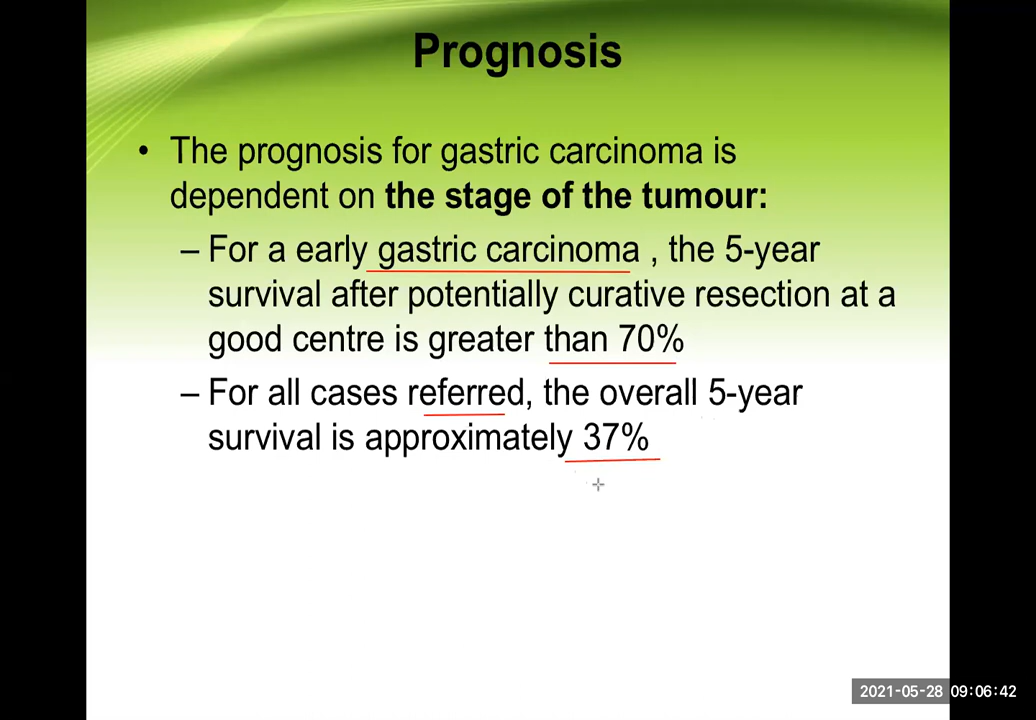 Prognosis
• The prognosis for gastric carcinoma is
dependent on the stage of the tumour:
– For a early gastric carcinoma , the 5-year
survival after potentially curative resection at a
good centre is greater than 70%
– For all cases referred, the overall 5-year
survival is approximately 37%
2021-05-28 09:06:42